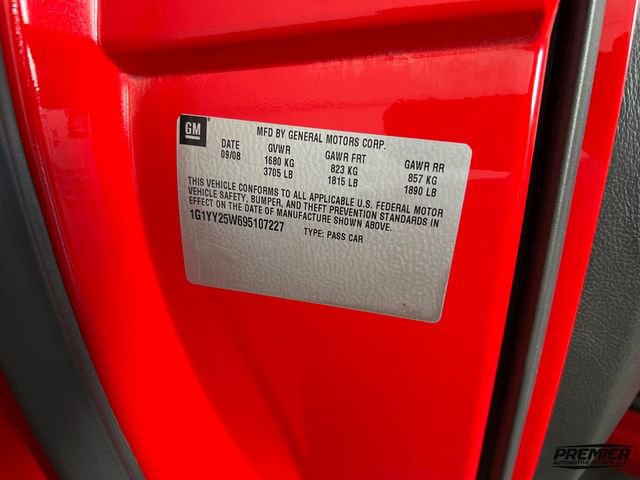 GM
MFD BY GENERAL MOTORS CORP.
DATE GVWR GAWR FRT GAWR RR
09/08 1680 KG 823 KG 857 KG
3705 LB 1815 LB 1890 LB
THIS VEHICLE CONFORMS TO ALL APPLICABLE U.S. FEDERAL MOTOR
VEHICLE SAFETY, BUMPER, AND THEFT PREVENTION STANDARDS IN
EFFECT ON THE DATE OF MANUFACTURE SHOWN ABOVE.
1G1YY25W695107227 TYPE: PASS CAR
PREMIER
AUTOMOTIVE